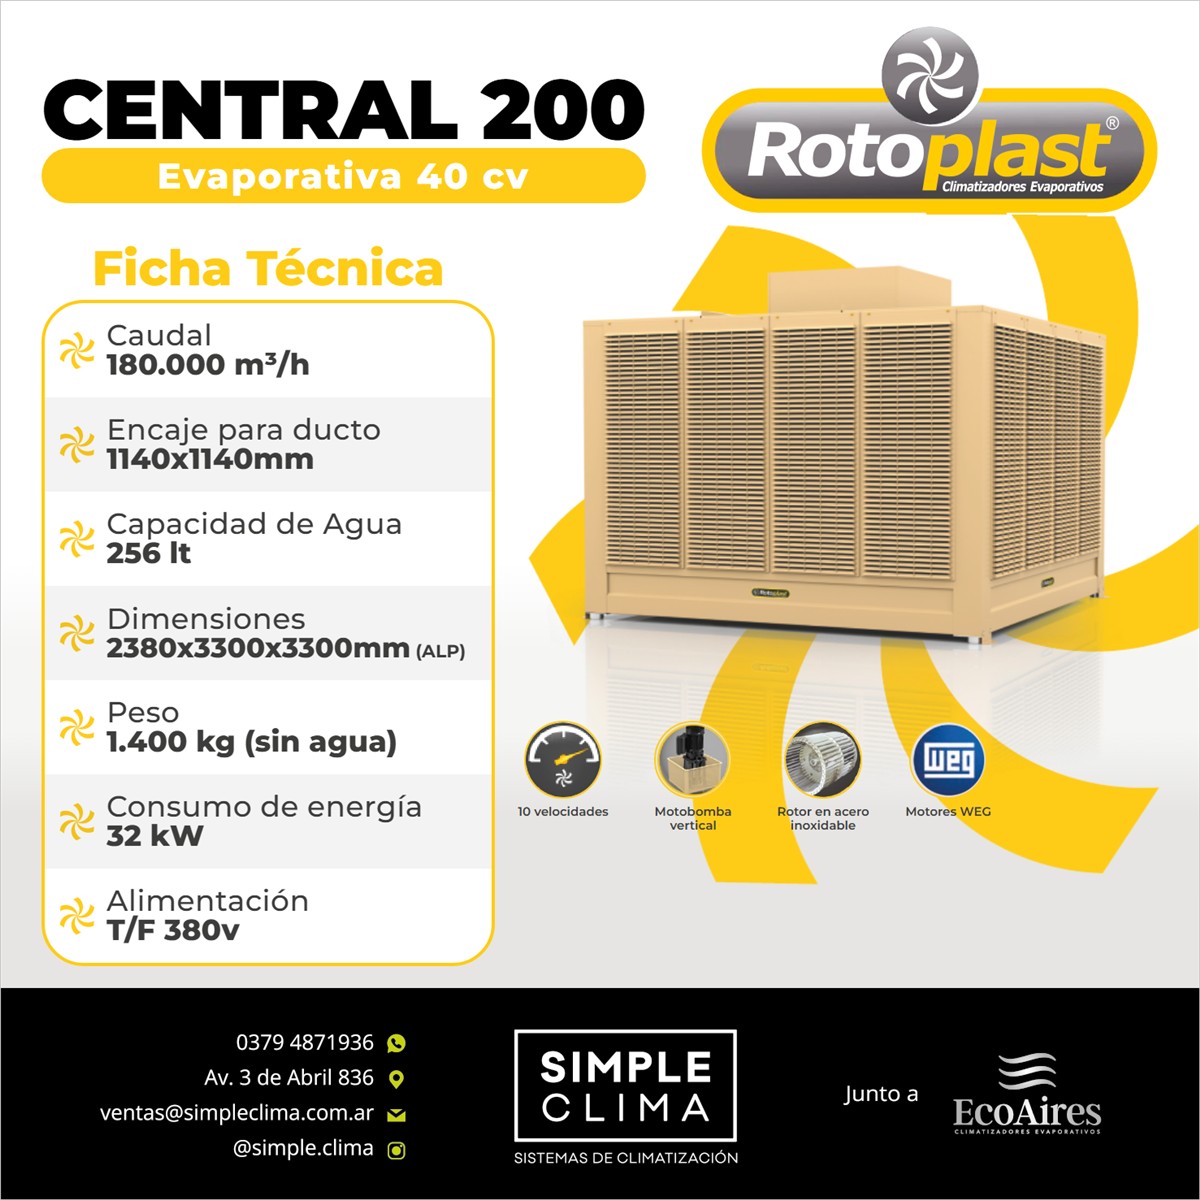 CENTRAL 200
Evaporativa 40 cv
Rotoplast®
Climatizadores Evaporativos
Ficha Técnica
Caudal
180.000 m³/h
Encaje para ducto
1140x1140mm
Capacidad de Agua
256 lt
Dimensiones
2380x3300x3300mm (ALP)
Peso
1.400 kg (sin agua)
Consumo de energía
32 kW
Alimentación
T/F 380v
Rotoplast
10 velocidades
Motobomba
vertical
Rotor en acero
inoxidable
weg
Motores WEG
0379 4871936
Av. 3 de Abril 836
ventas@simpleclima.com.ar
@simple.clima
SIMPLE
CLIMA
SISTEMAS DE CLIMATIZACIÓN
Junto a
EcoAires
CLIMATIZADORES EVAPORATIVOS